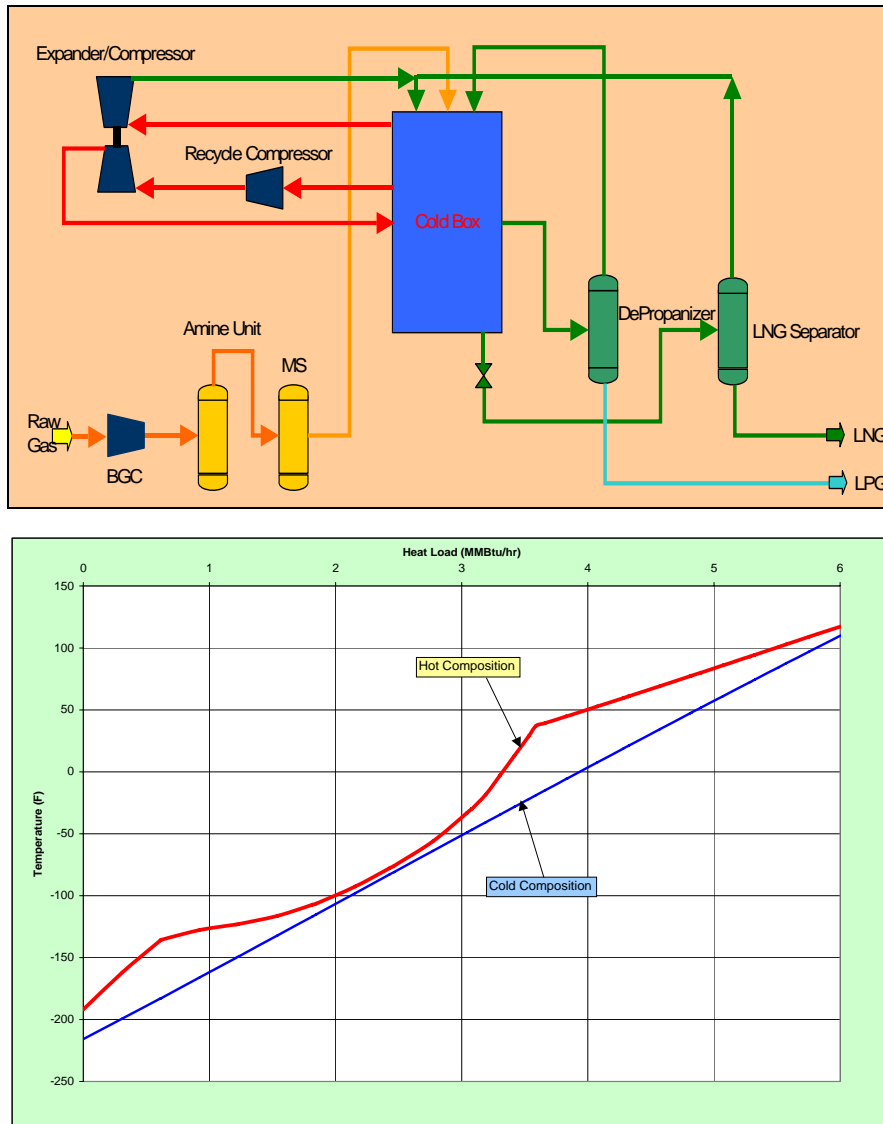 Expander/Compressor
Recycle Compressor
Cold Box
DePropanizer
LNG Separator
Amine Unit
MS
Raw
Gas
BGC
LNG
LPG
Heat Load (MMBtu/hr)
0 1 2 3 4 5 6
150
100
50
0
-50
-100
-150
-200
-250
Temperature (F)
Hot Composition
Cold Composition